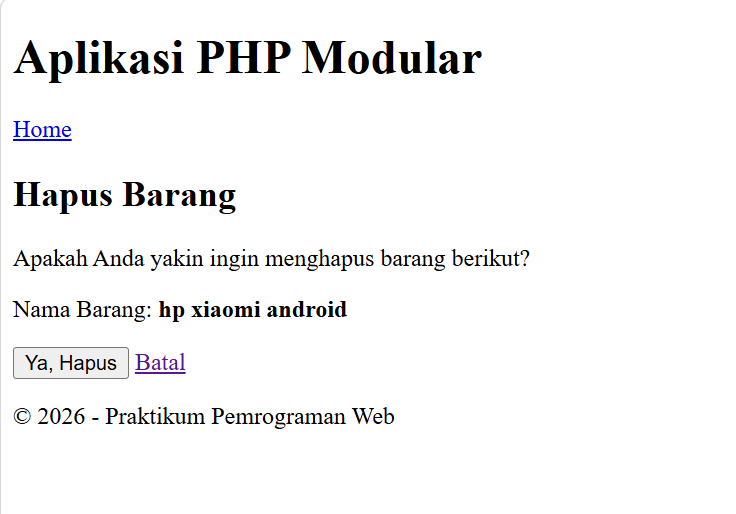 Aplikasi PHP Modular
Home
Hapus Barang
Apakah Anda yakin ingin menghapus barang berikut?
Nama Barang: hp xiaomi android
Ya, Hapus Batal
© 2026 - Praktikum Pemrograman Web